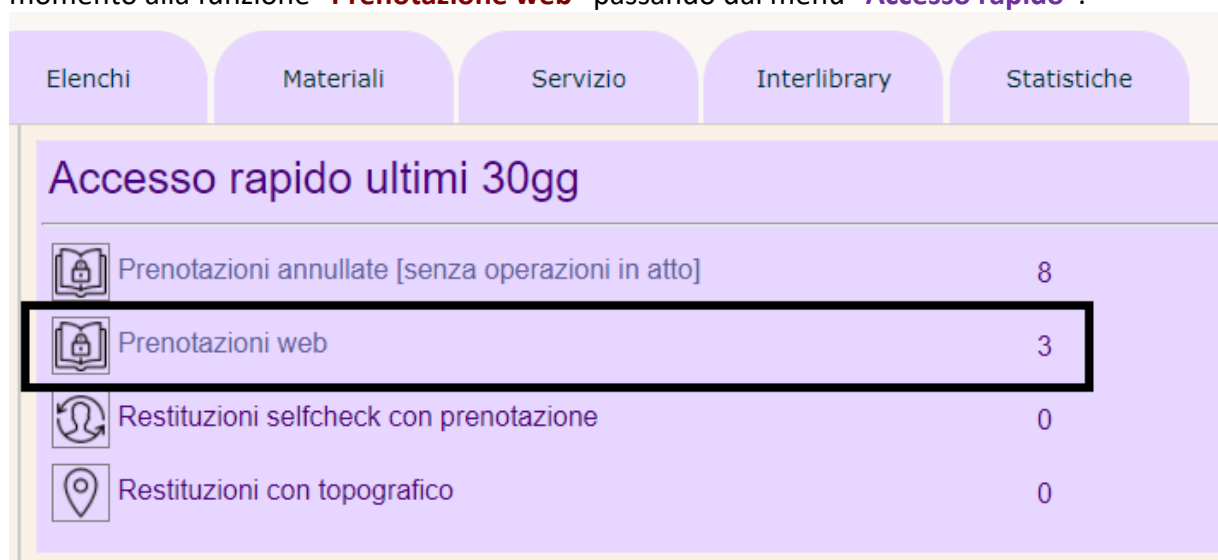 momento alla funzione "Prenotazione web" passando dal menu "Accesso rapido".
Elenchi Materiali Servizio Interlibrary Statistiche
Accesso rapido ultimi 30gg
Prenotazioni annullate [senza operazioni in atto] 8
Prenotazioni web 3
Restituzioni selfcheck con prenotazione 0
Restituzioni con topografico 0